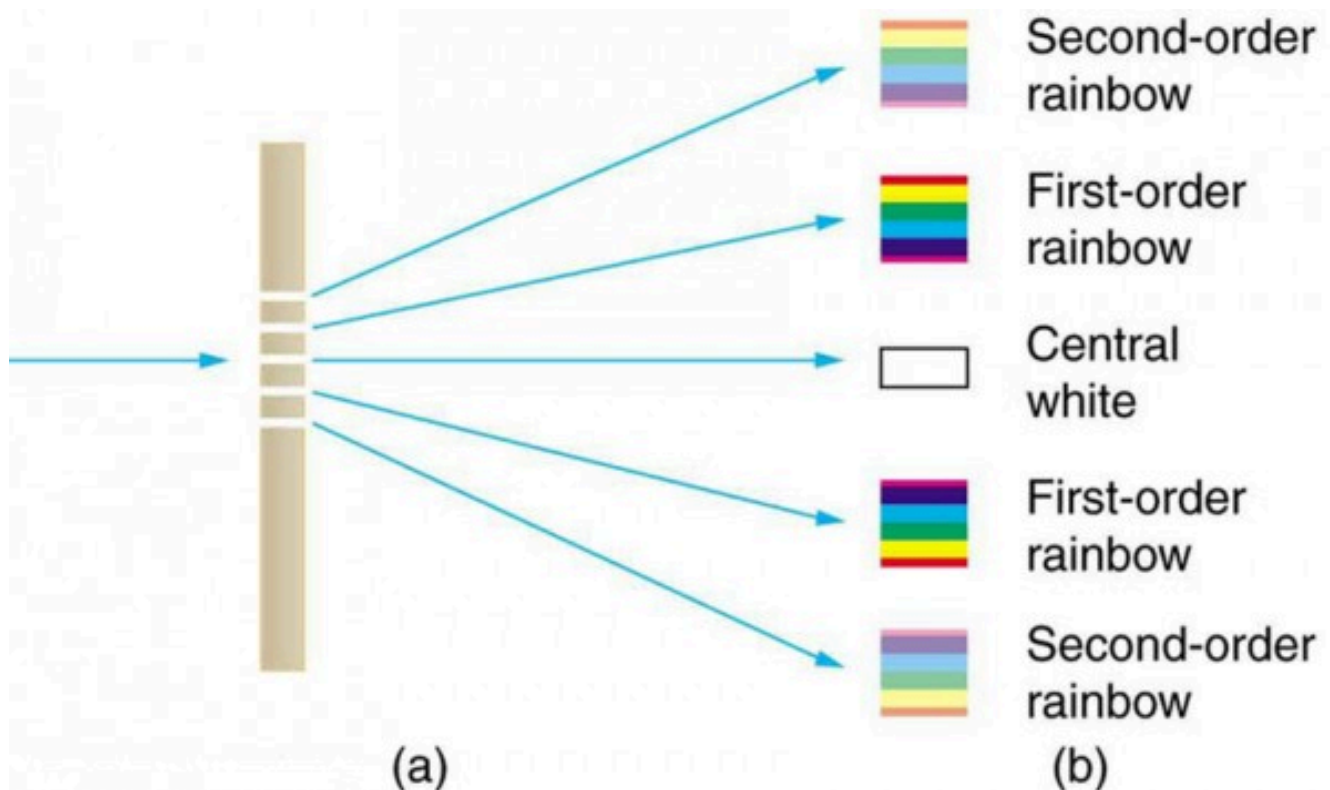 Second-order
rainbow
First-order
rainbow
Central
white
First-order
rainbow
Second-order
rainbow
(a)
(b)